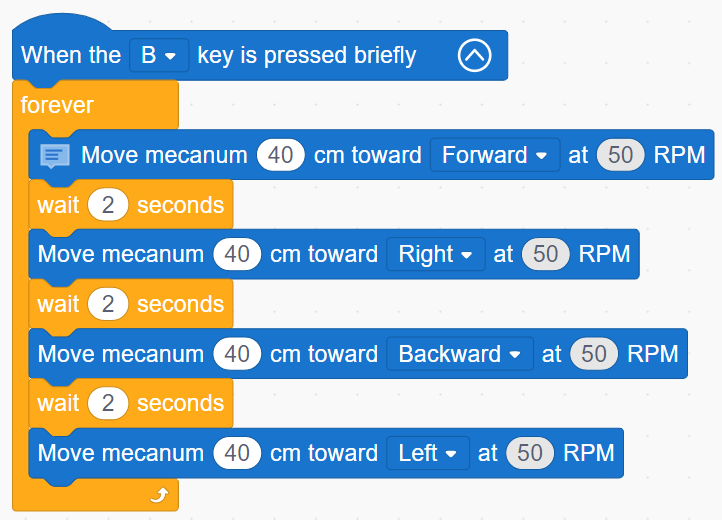 When the B key is pressed briefly
forever
Move mecanum 40 cm toward Forward at 50 RPM
wait 2 seconds
Move mecanum 40 cm toward Right at 50 RPM
wait 2 seconds
Move mecanum 40 cm toward Backward at 50 RPM
wait 2 seconds
Move mecanum 40 cm toward Left at 50 RPM